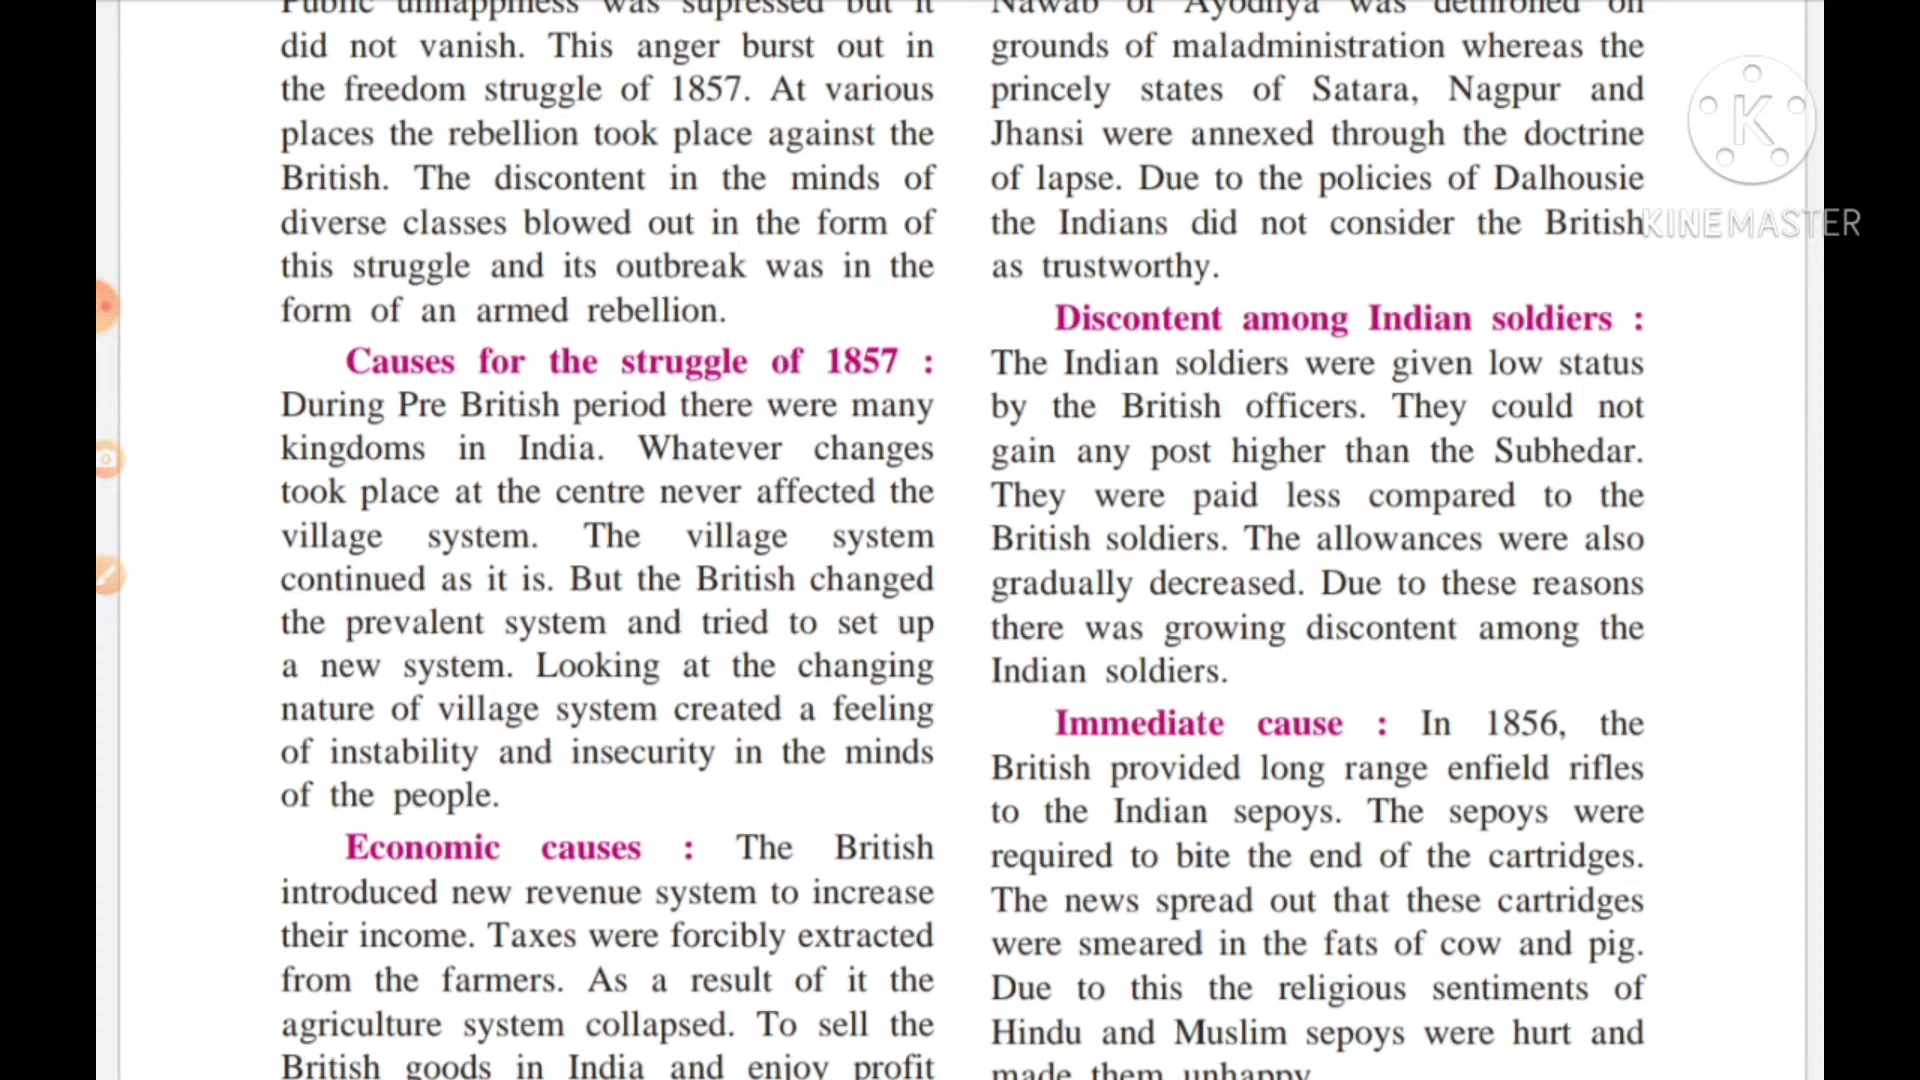 Public unhappiness was supressed but it
did not vanish. This anger burst out in
the freedom struggle of 1857. At various
places the rebellion took place against the
British. The discontent in the minds of
diverse classes blowed out in the form of
this struggle and its outbreak was in the
form of an armed rebellion.
Causes for the struggle of 1857 :
During Pre British period there were many
kingdoms in India. Whatever changes
took place at the centre never affected the
village system. The village system
continued as it is. But the British changed
the prevalent system and tried to set up
a new system. Looking at the changing
nature of village system created a feeling
of instability and insecurity in the minds
of the people.
Economic causes : The British
introduced new revenue system to increase
their income. Taxes were forcibly extracted
from the farmers. As a result of it the
agriculture system collapsed. To sell the
British goods in India and enjoy profit
Nawab of Ayodhya was dethroned on
grounds of maladministration whereas the
princely states of Satara, Nagpur and
Jhansi were annexed through the doctrine
of lapse. Due to the policies of Dalhousie
the Indians did not consider the British
as trustworthy.
Discontent among Indian soldiers :
The Indian soldiers were given low status
by the British officers. They could not
gain any post higher than the Subhedar.
They were paid less compared to the
British soldiers. The allowances were also
gradually decreased. Due to these reasons
there was growing discontent among the
Indian soldiers.
Immediate cause : In 1856, the
British provided long range enfield rifles
to the Indian sepoys. The sepoys were
required to bite the end of the cartridges.
The news spread out that these cartridges
were smeared in the fats of cow and pig.
Due to this the religious sentiments of
Hindu and Muslim sepoys were hurt and
made them unhappy.
K
KINEMASTER